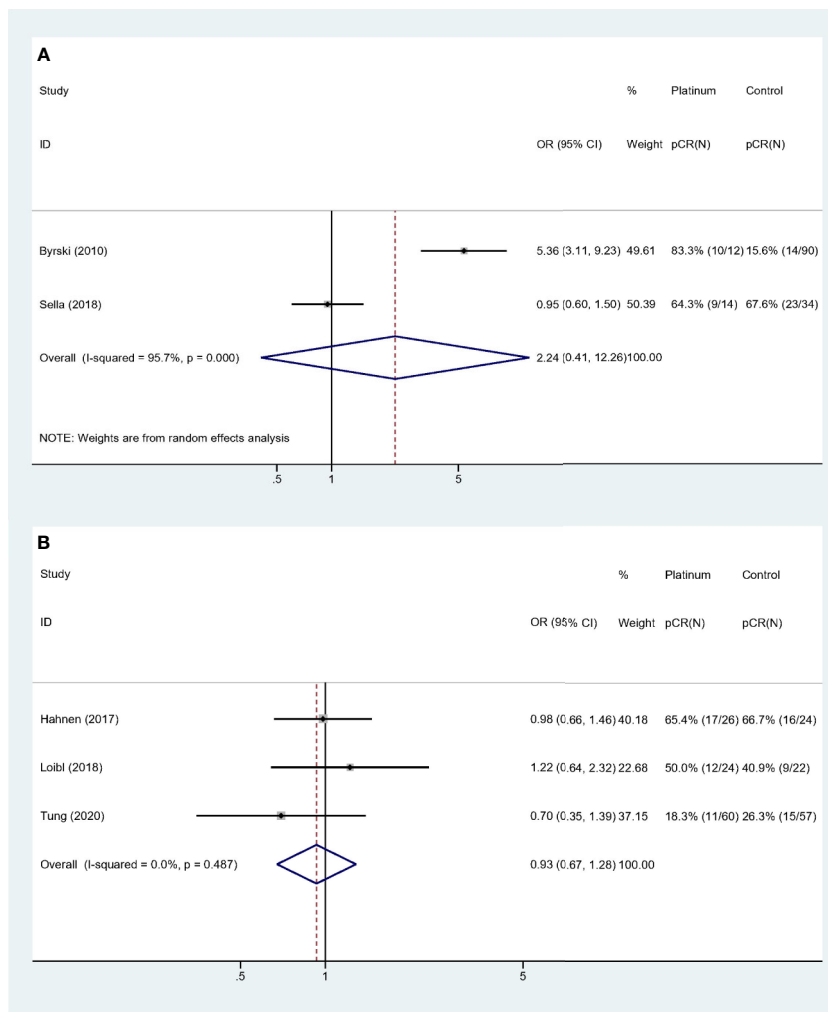 A
Study % Platinum Control
ID OR (95% CI) Weight pCR(N) pCR(N)
Byrski (2010) 5.36 (3.11, 9.23) 49.61 83.3% (10/12) 15.6% (14/90)
Sella (2018) 0.95 (0.60, 1.50) 50.39 64.3% (9/14) 67.6% (23/34)
Overall (I-squared = 95.7%, p = 0.000) 2.24 (0.41, 12.26) 100.00
NOTE: Weights are from random effects analysis
.5 1 5
B
Study % Platinum Control
ID OR (95% CI) Weight pCR(N) pCR(N)
Hahnen (2017) 0.98 (0.66, 1.46) 40.18 65.4% (17/26) 66.7% (16/24)
Loibl (2018) 1.22 (0.64, 2.32) 22.68 50.0% (12/24) 40.9% (9/22)
Tung (2020) 0.70 (0.35, 1.39) 37.15 18.3% (11/60) 26.3% (15/57)
Overall (I-squared = 0.0%, p = 0.487) 0.93 (0.67, 1.28) 100.00
.5 1 5